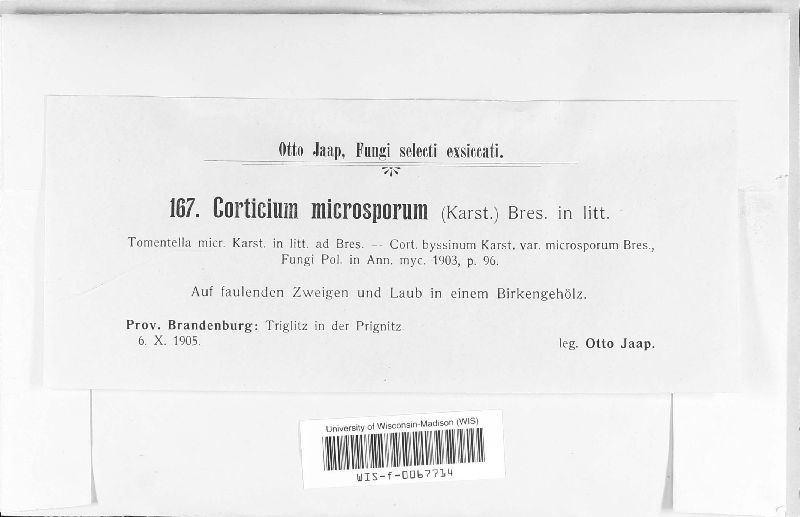 Otto Jaap, Fungi selecti exsiccati.
167. Corticium microsporum (Karst.) Bres. in litt.
Tomentella micr. Karst. in litt. ad Bres. — Cort. byssinum Karst. var. microsporum Bres.,
Fungi Pol. in Ann. myc. 1903, p. 96.
Auf faulenden Zweigen und Laub in einem Birkengehölz.
Prov. Brandenburg: Triglitz in der Prignitz
6. X. 1905.
leg. Otto Jaap.
University of Wisconsin-Madison (WIS)
WIS-f-0067714